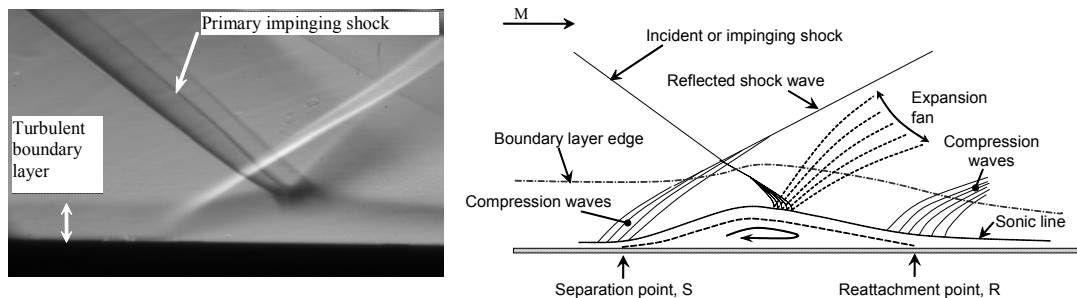 Primary impinging
shock
Turbulent
boundary
layer
M
Incident or impinging shock
Reflected shock wave
Expansion
fan
Boundary layer edge
Compression
waves
Compression waves
Sonic line
Separation point, S
Reattachment point, R